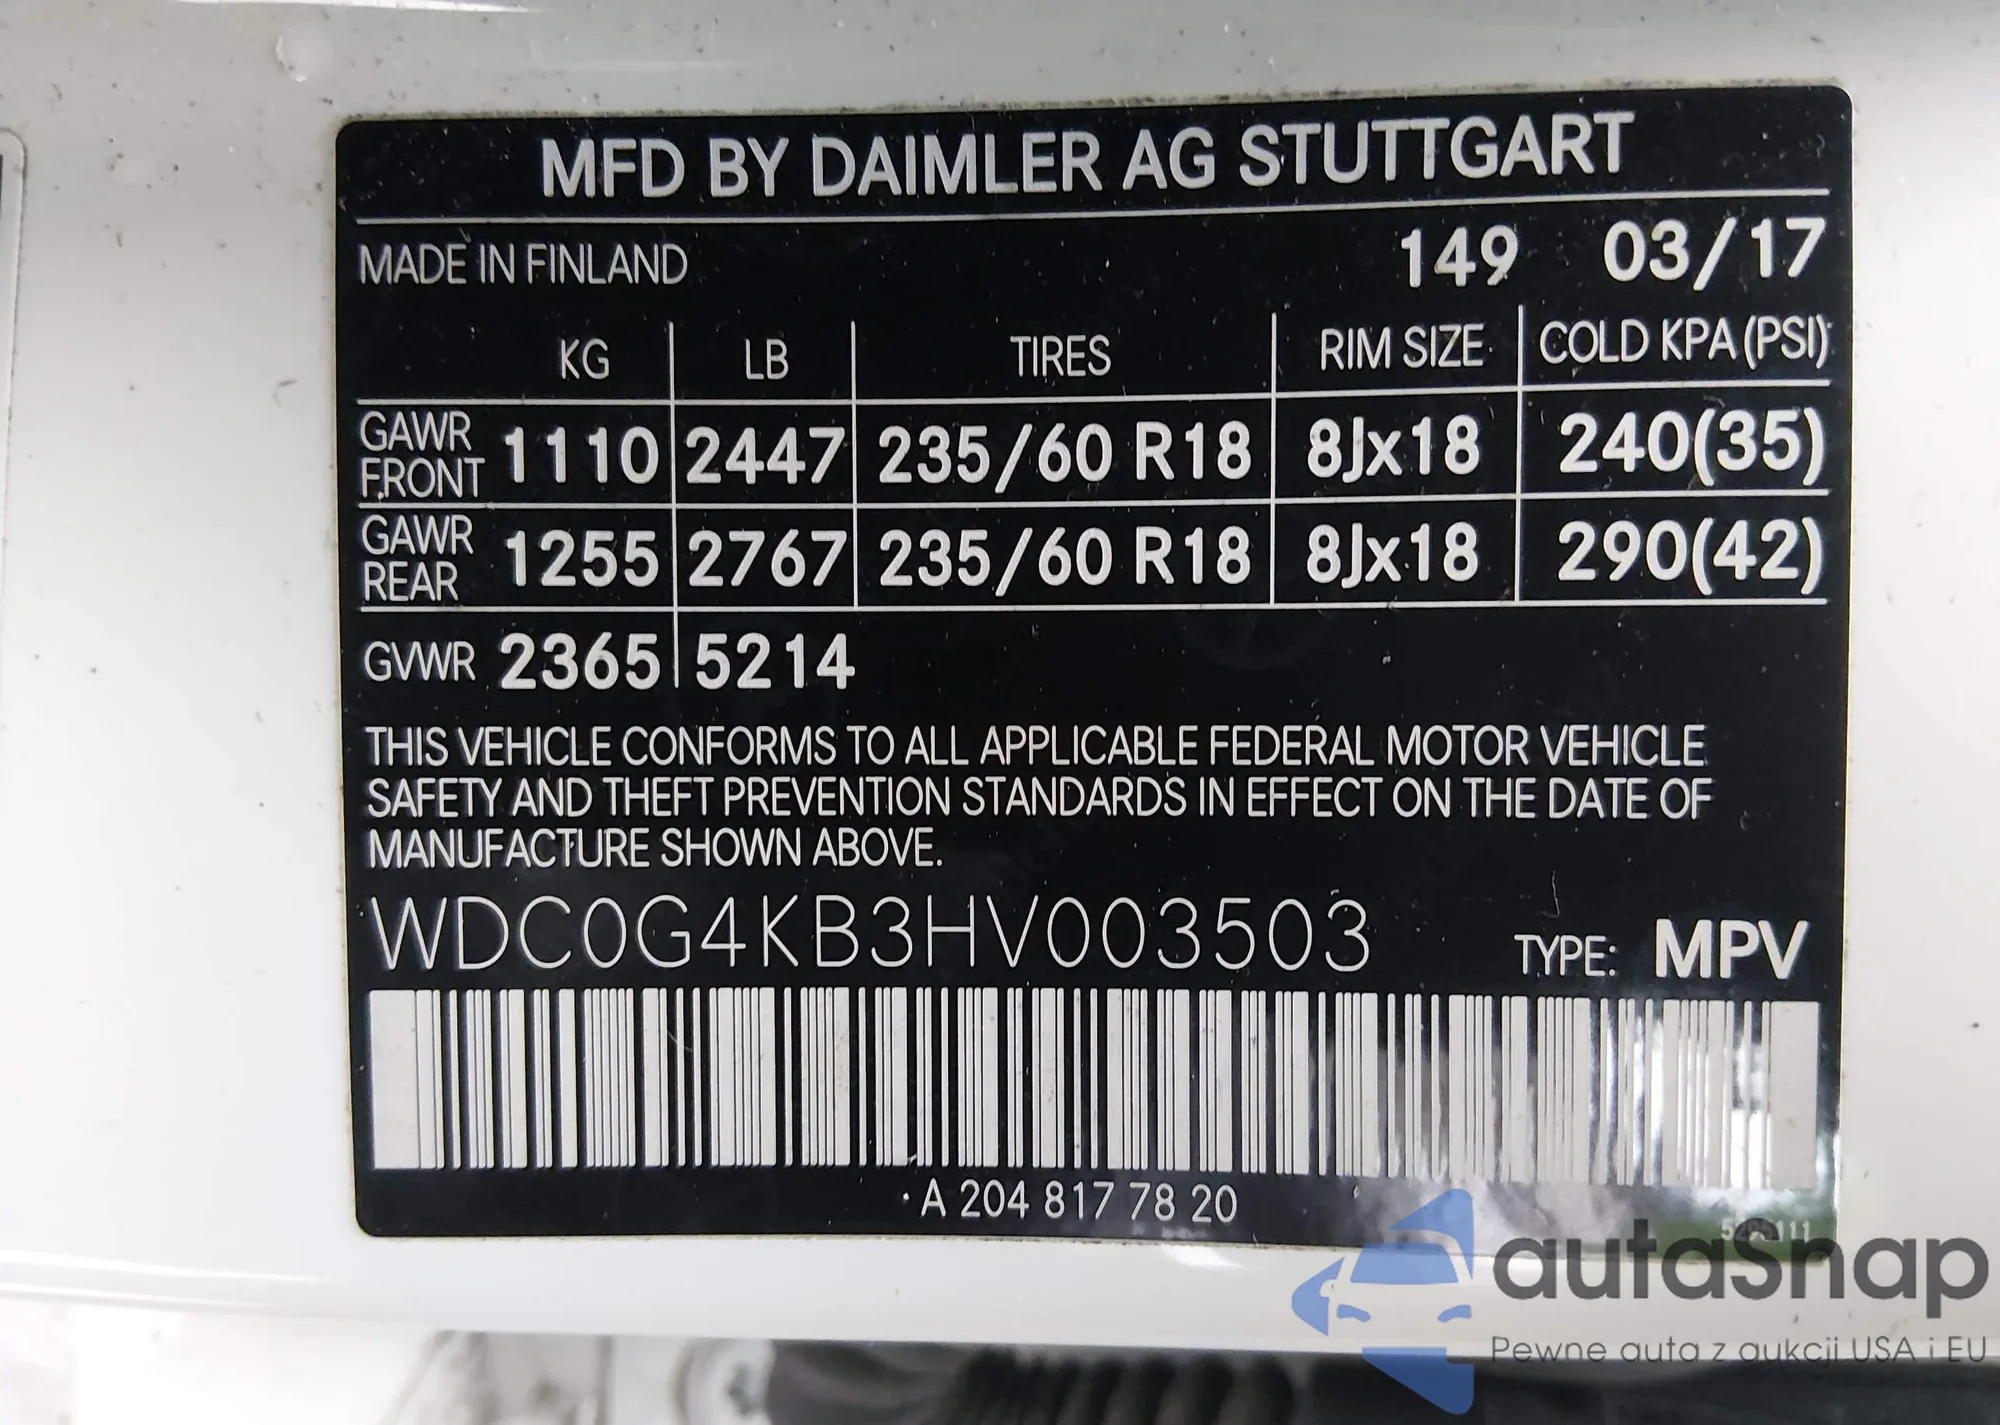 MFD BY DAIMLER AG STUTTGART
MADE IN FINLAND 149 03/17
KG LB TIRES RIM SIZE COLD KPA (PSI)
GAWR FRONT 1110 2447 235/60 R18 8Jx18 240(35)
GAWR REAR 1255 2767 235/60 R18 8Jx18 290(42)
GVWR 2365 5214
THIS VEHICLE CONFORMS TO ALL APPLICABLE FEDERAL MOTOR VEHICLE
SAFETY AND THEFT PREVENTION STANDARDS IN EFFECT ON THE DATE OF
MANUFACTURE SHOWN ABOVE.
WDC0G4KB3HV003503 TYPE: MPV
A 204 817 78 20
autasnap
Pewne auta z aukcji USA i EU